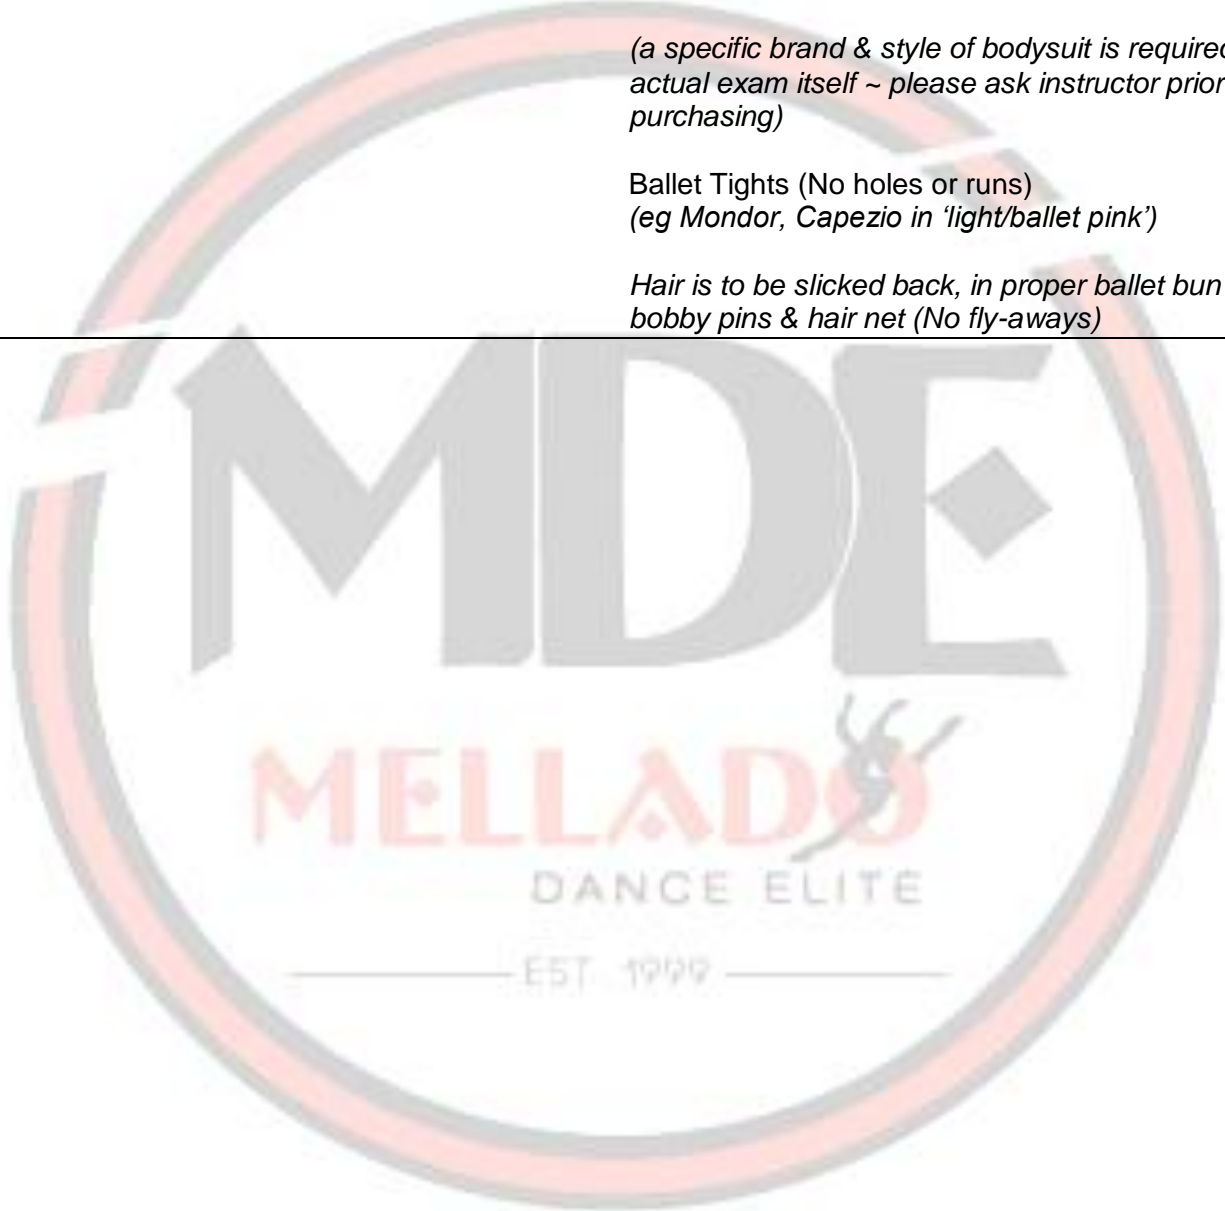 (a specific brand & style of bodysuit is required
actual exam itself ~ please ask instructor prior
purchasing)
Ballet Tights (No holes or runs)
(eg Mondor, Capezio in ‘light/ballet pink’)
Hair is to be slicked back, in proper ballet bun
bobby pins & hair net (No fly-aways)
MDE
MELLADO
DANCE ELITE
EST. 1999